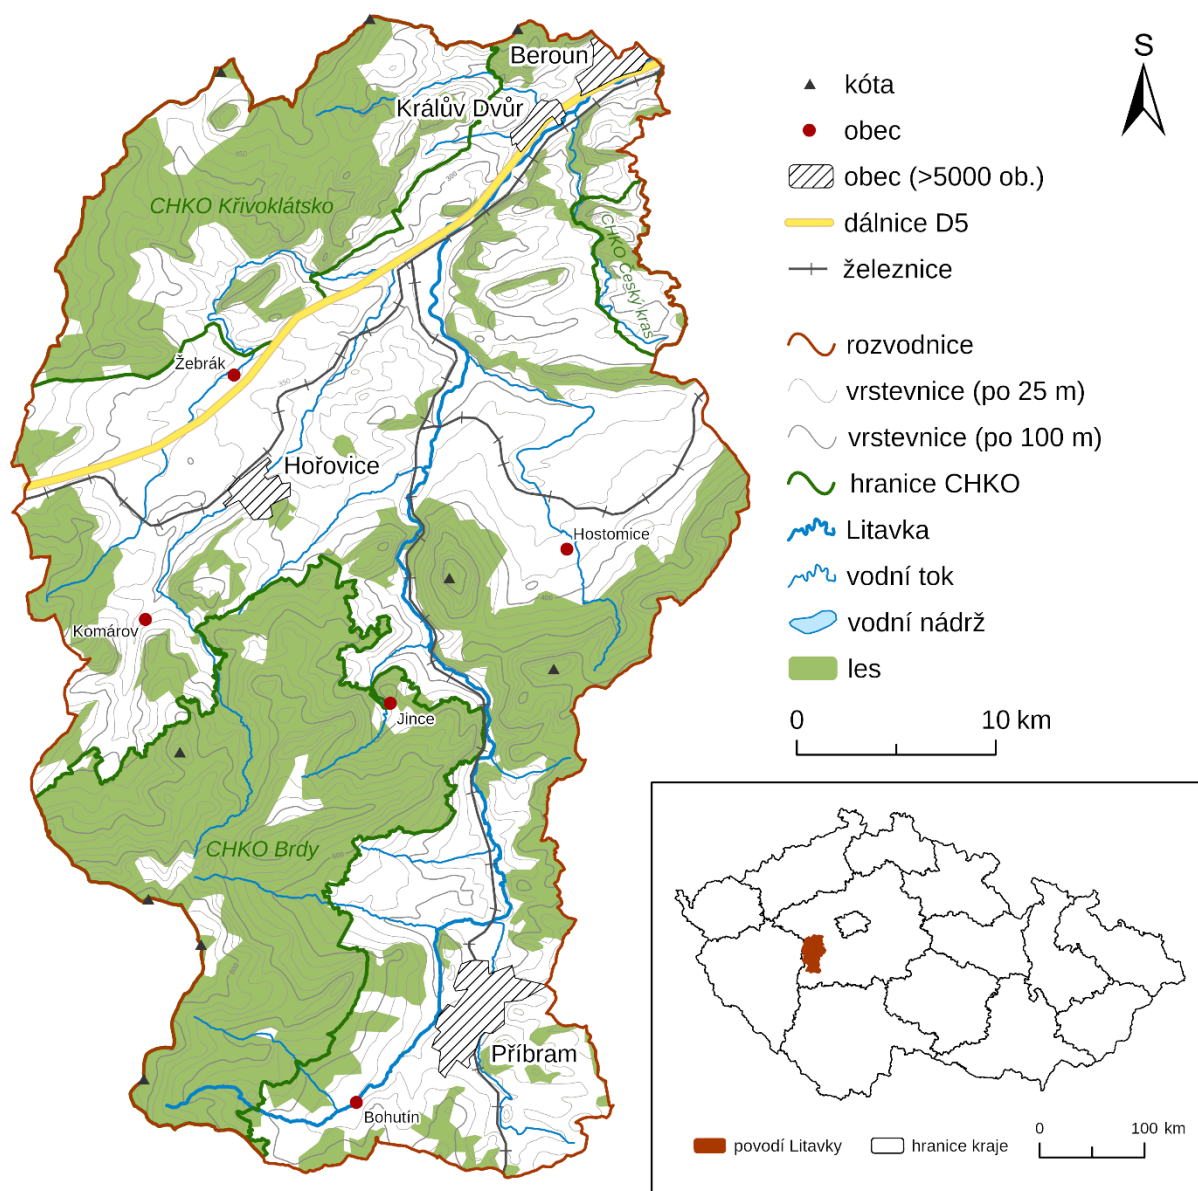 Beroun
Králův Dvůr
CHKO Křivoklátsko
CHKO Český kras
Žebrák
Hořovice
Hostomice
Komárov
Jince
CHKO Brdy
Příbram
Bohutín
S
kóta
obec
obec (>5000 ob.)
dálnice D5
železnice
rozvodnice
vrstevnice (po 25 m)
vrstevnice (po 100 m)
hranice CHKO
Litavka
vodní tok
vodní nádrž
les
0 10 km
povodí Litavky
hranice kraje
0 100 km